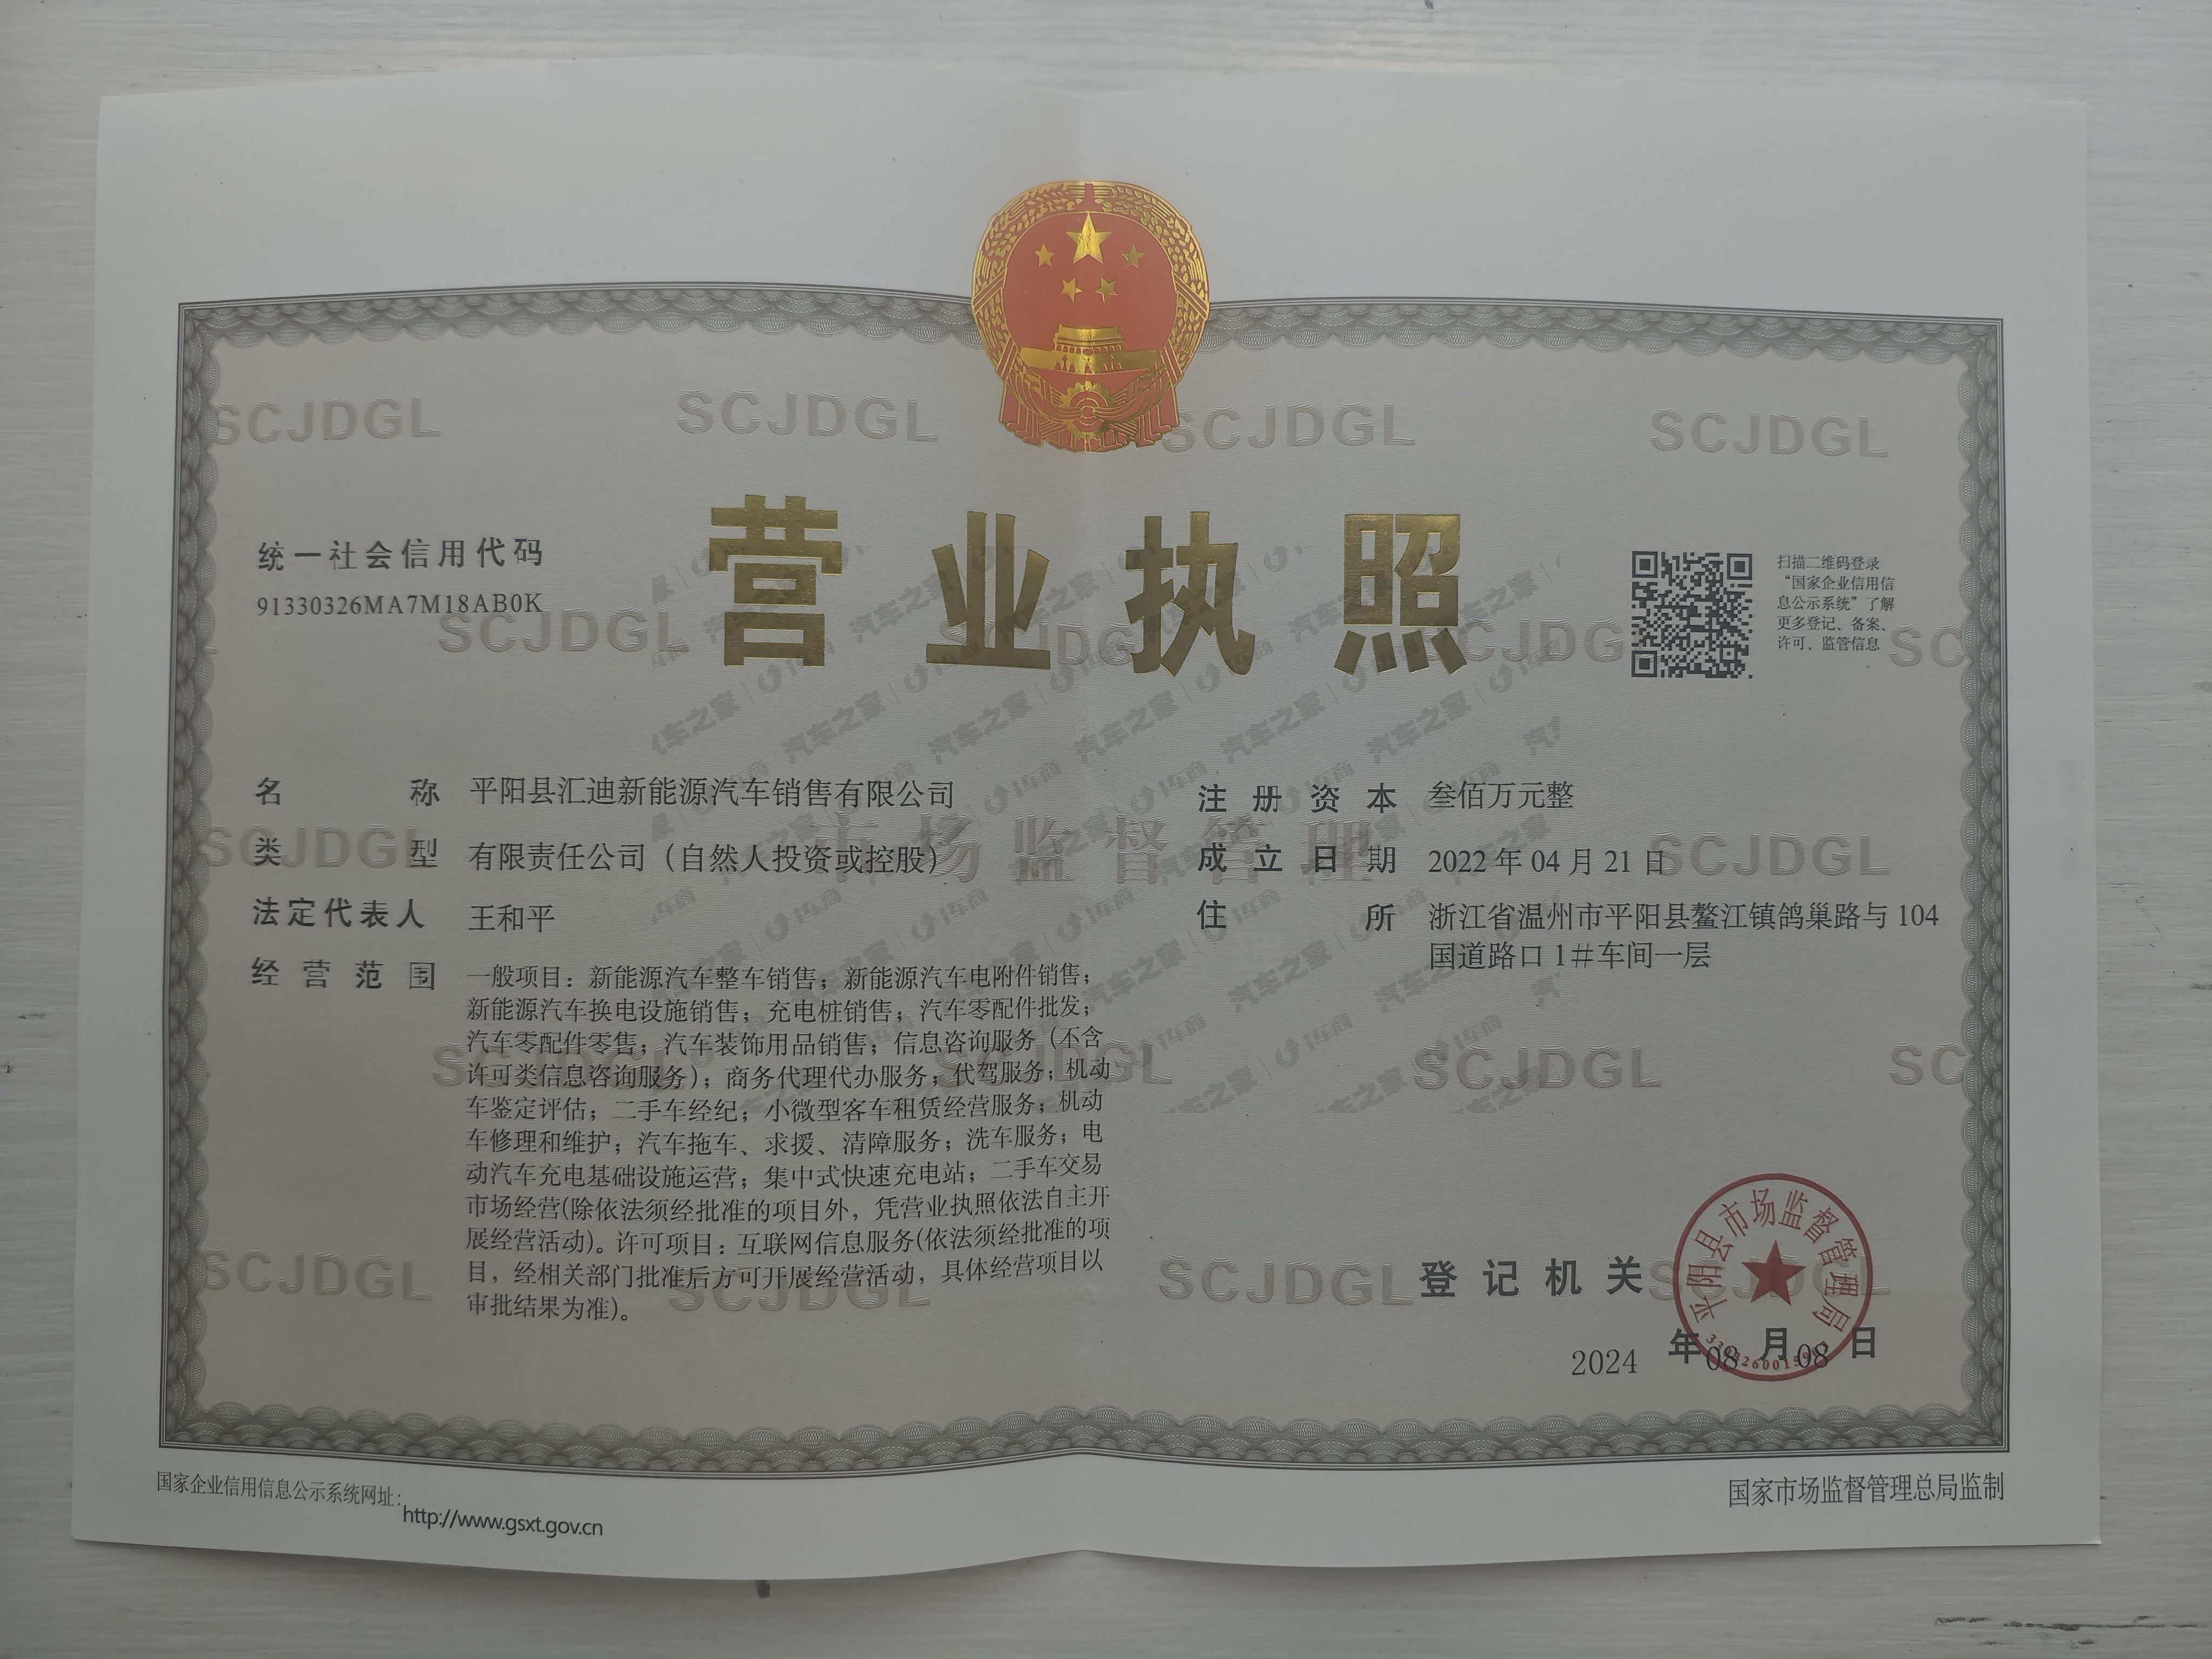 SCJDGL SCJDGL SCJDGL SCJDGL
营业执照
统一社会信用代码
91330326MA7M18AB0K
扫描二维码登录
“国家企业信用信
息公示系统”了解
更多登记、备案、
许可、监管信息
名称 平阳县汇迪新能源汽车销售有限公司
类型 有限责任公司（自然人投资或控股）
法定代表人 王和平
经营范围 一般项目：新能源汽车整车销售；新能源汽车电附件销售；
新能源汽车换电设施销售；充电桩销售；汽车零配件批发；
汽车零配件零售；汽车装饰用品销售；信息咨询服务（不含
许可类信息咨询服务）；商务代理代办服务；代驾服务；机动
车鉴定评估；二手车经纪；小微型客车租赁经营服务；机动
车修理和维护；汽车拖车、求援、清障服务；洗车服务；电
动汽车充电基础设施运营；集中式快速充电站；二手车交易
市场经营(除依法须经批准的项目外，凭营业执照依法自主开
展经营活动)。许可项目：互联网信息服务(依法须经批准的项
目，经相关部门批准后方可开展经营活动，具体经营项目以
审批结果为准)。
注册资本 叁佰万元整
成立日期 2022年04月21日
住所 浙江省温州市平阳县鳌江镇鸽巢路与104
国道路口1#车间一层
市场监督管理
汽车之家
登记机关
平阳县市场监督管理局
2024年08月08日
国家企业信用信息公示系统网址：
http://www.gsxt.gov.cn
国家市场监督管理总局监制